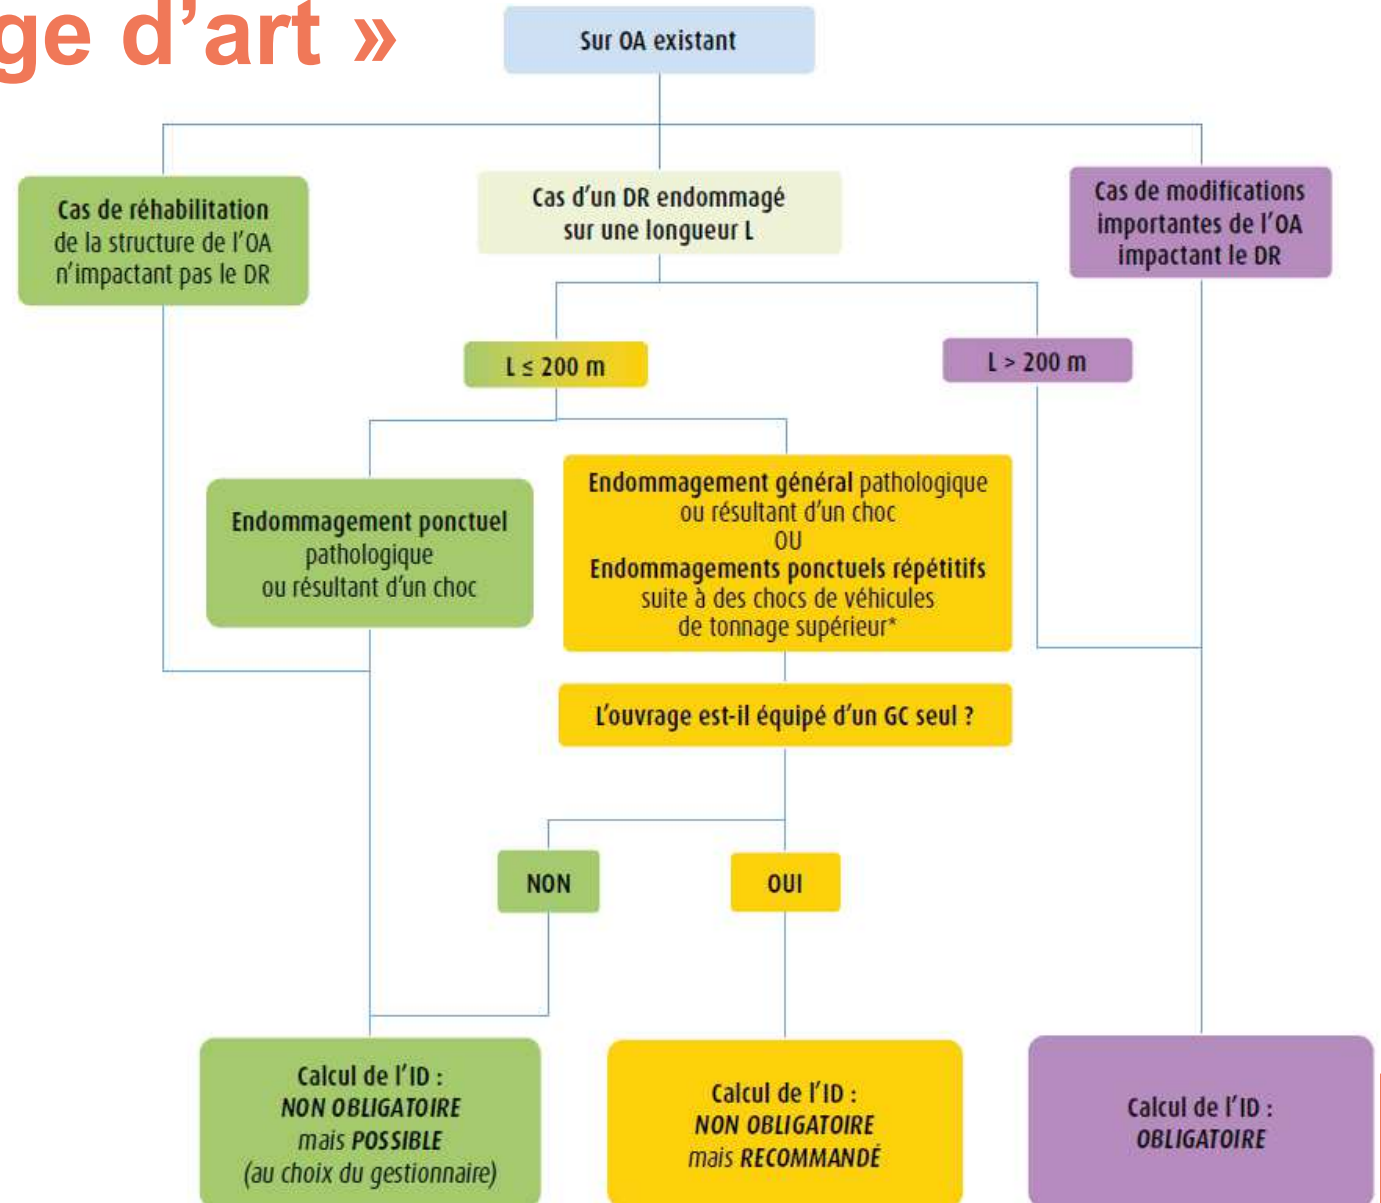 ge d’art »
Sur OA existant
Cas de réhabilitation
de la structure de l’OA
n’impactant pas le DR
Cas d’un DR endommagé
sur une longueur L
Cas de modifications
importantes de l’OA
impactant le DR
L ≤ 200 m
L > 200 m
Endommagement ponctuel
pathologique
ou résultant d’un choc
Endommagement général pathologique
ou résultant d’un choc
OU
Endommagements ponctuels répétitifs
suite à des chocs de véhicules
de tonnage supérieur*
L’ouvrage est-il équipé d’un GC seul ?
NON
OUI
Calcul de l’ID :
NON OBLIGATOIRE
mais POSSIBLE
(au choix du gestionnaire)
Calcul de l’ID :
NON OBLIGATOIRE
mais RECOMMANDÉ
Calcul de l’ID :
OBLIGATOIRE